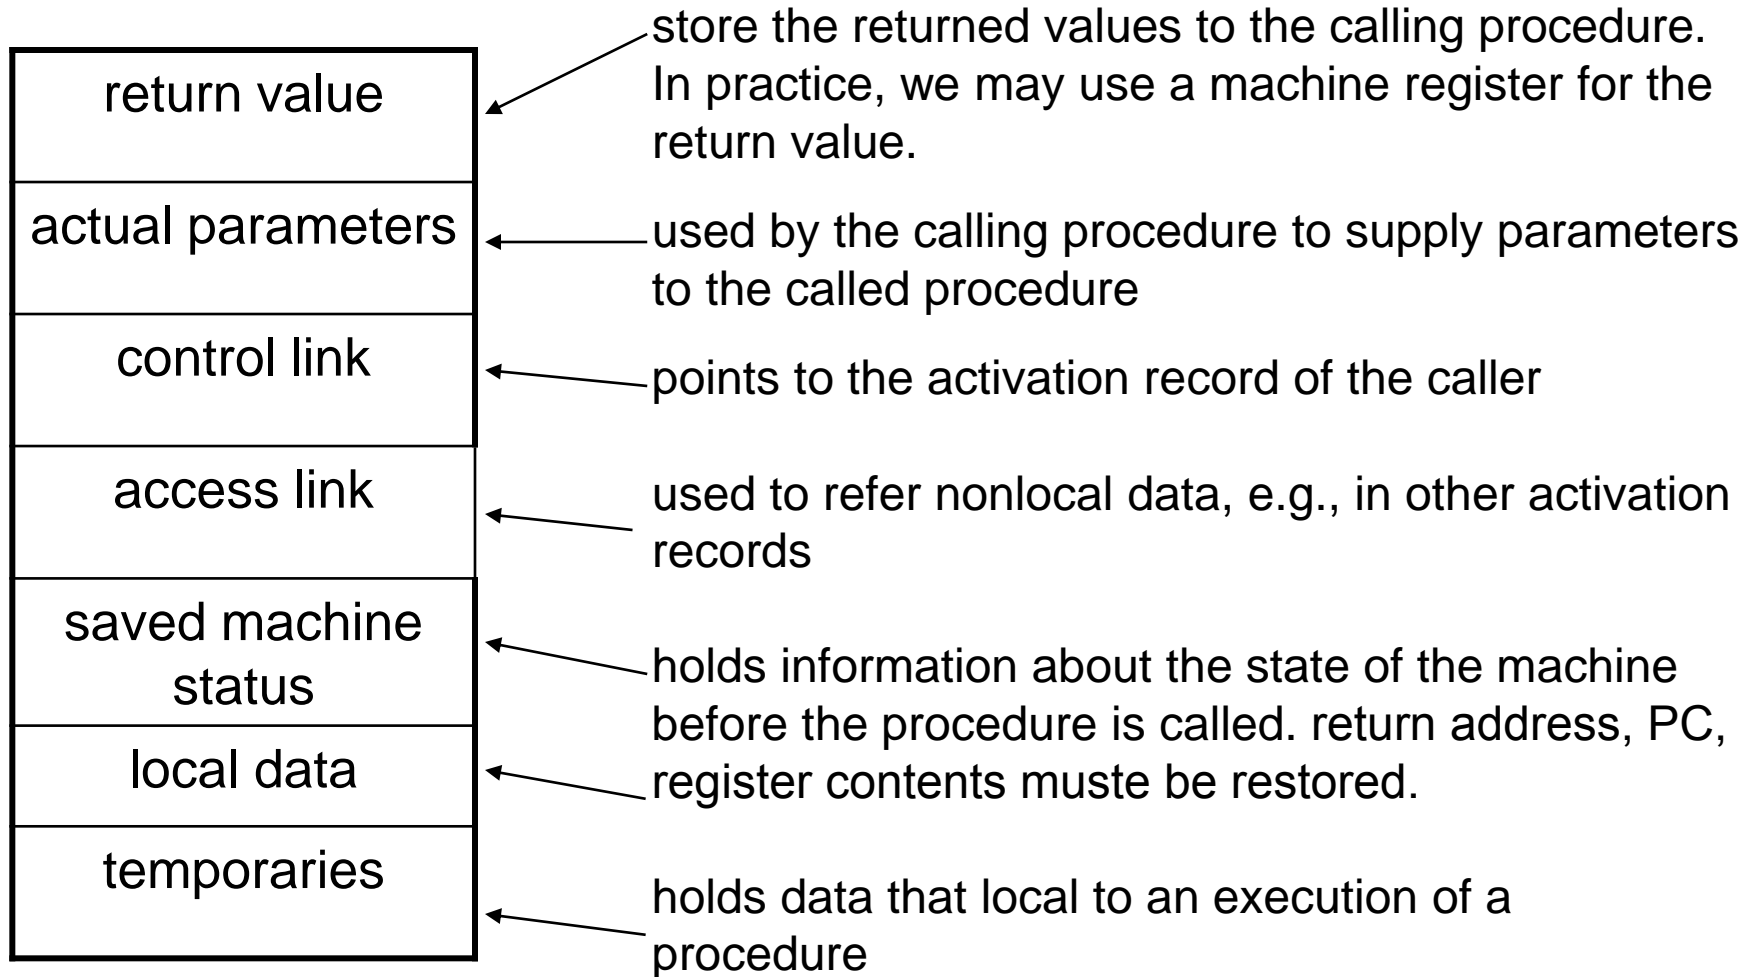 return value
store the returned values to the calling procedure.
In practice, we may use a machine register for the
return value.
actual parameters
used by the calling procedure to supply parameters
to the called procedure
control link
points to the activation record of the caller
access link
used to refer nonlocal data, e.g., in other activation
records
saved machine
status
holds information about the state of the machine
before the procedure is called. return address, PC,
register contents muste be restored.
local data
temporaries
holds data that local to an execution of a
procedure